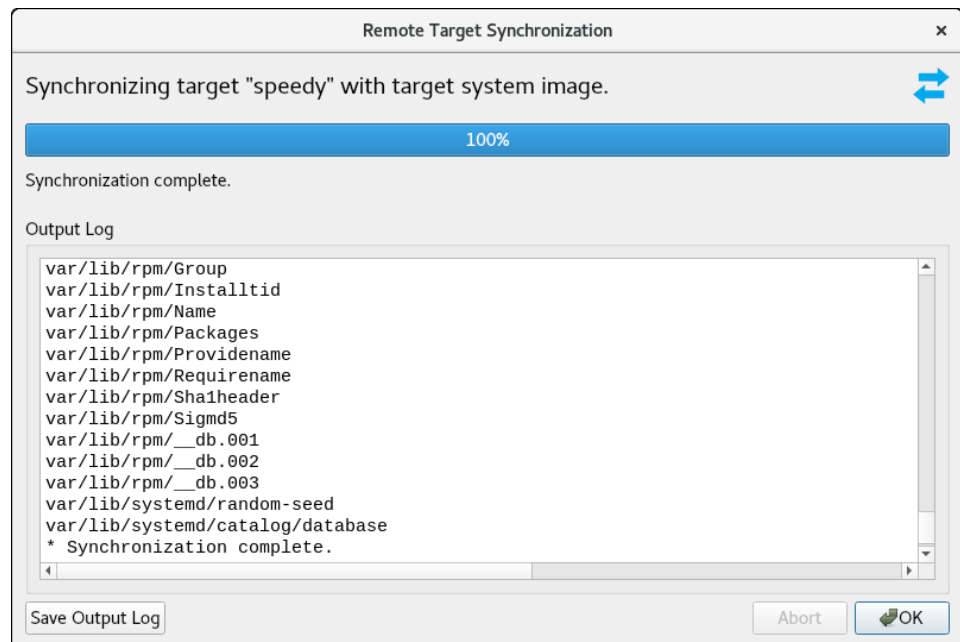 Remote Target Synchronization
Synchronizing target "speedy" with target system image.
100%
Synchronization complete.
Output Log
var/lib/rpm/Group
var/lib/rpm/Installtid
var/lib/rpm/Name
var/lib/rpm/Packages
var/lib/rpm/Providename
var/lib/rpm/Requirename
var/lib/rpm/Sha1header
var/lib/rpm/Sigmd5
var/lib/rpm/__db.001
var/lib/rpm/__db.002
var/lib/rpm/__db.003
var/lib/systemd/random-seed
var/lib/systemd/catalog/database
* Synchronization complete.
Save Output Log Abort OK